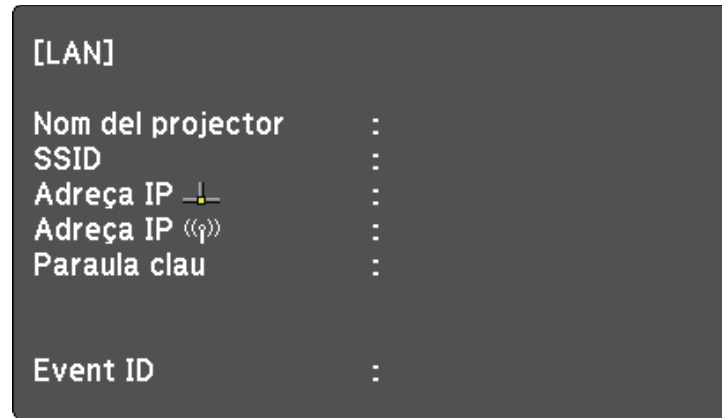 [LAN]
Nom del projector :
SSID :
Adreça IP :
Adreça IP :
Paraula clau :
Event ID :